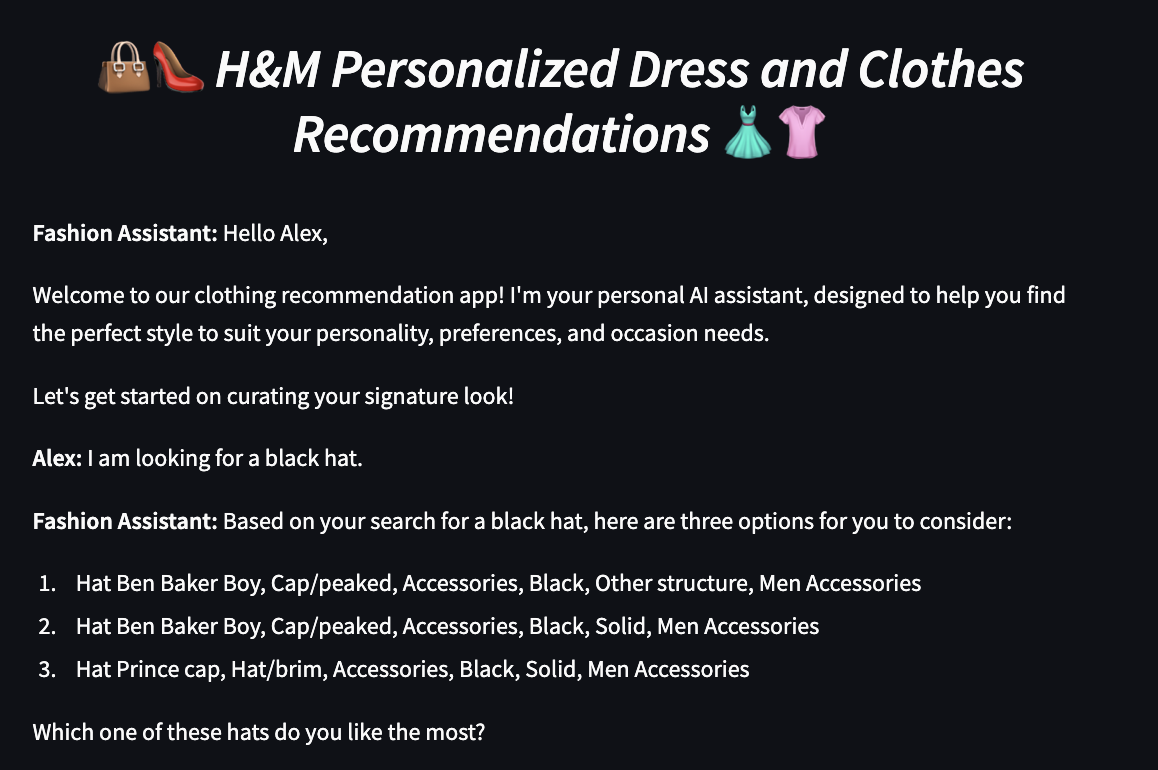 👜👠 H&M Personalized Dress and Clothes
Recommendations 👗👚
Fashion Assistant: Hello Alex,
Welcome to our clothing recommendation app! I'm your personal AI assistant, designed to help you find
the perfect style to suit your personality, preferences, and occasion needs.
Let's get started on curating your signature look!
Alex: I am looking for a black hat.
Fashion Assistant: Based on your search for a black hat, here are three options for you to consider:
1. Hat Ben Baker Boy, Cap/peaked, Accessories, Black, Other structure, Men Accessories
2. Hat Ben Baker Boy, Cap/peaked, Accessories, Black, Solid, Men Accessories
3. Hat Prince cap, Hat/brim, Accessories, Black, Solid, Men Accessories
Which one of these hats do you like the most?